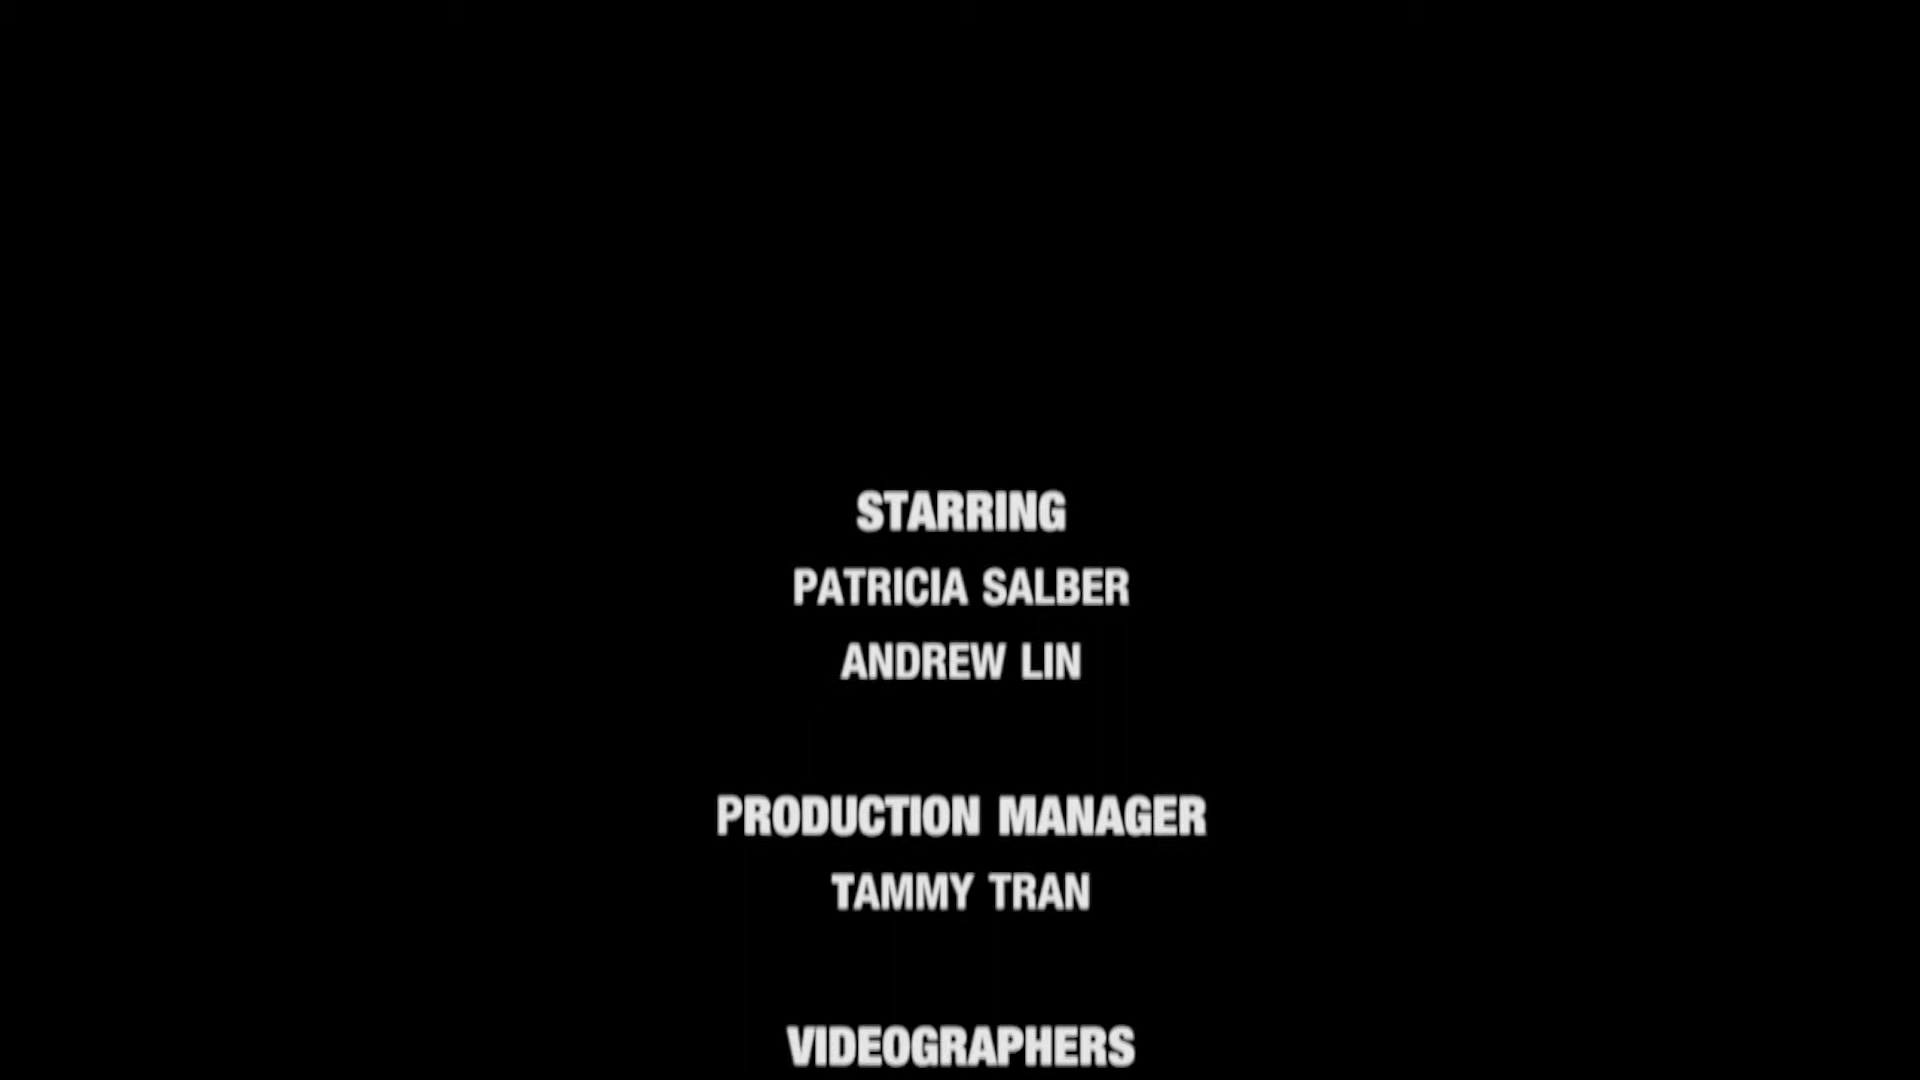 STARRING
PATRICIA SALBER
ANDREW LIN
PRODUCTION MANAGER
TAMMY TRAN
VIDEOGRAPHERS